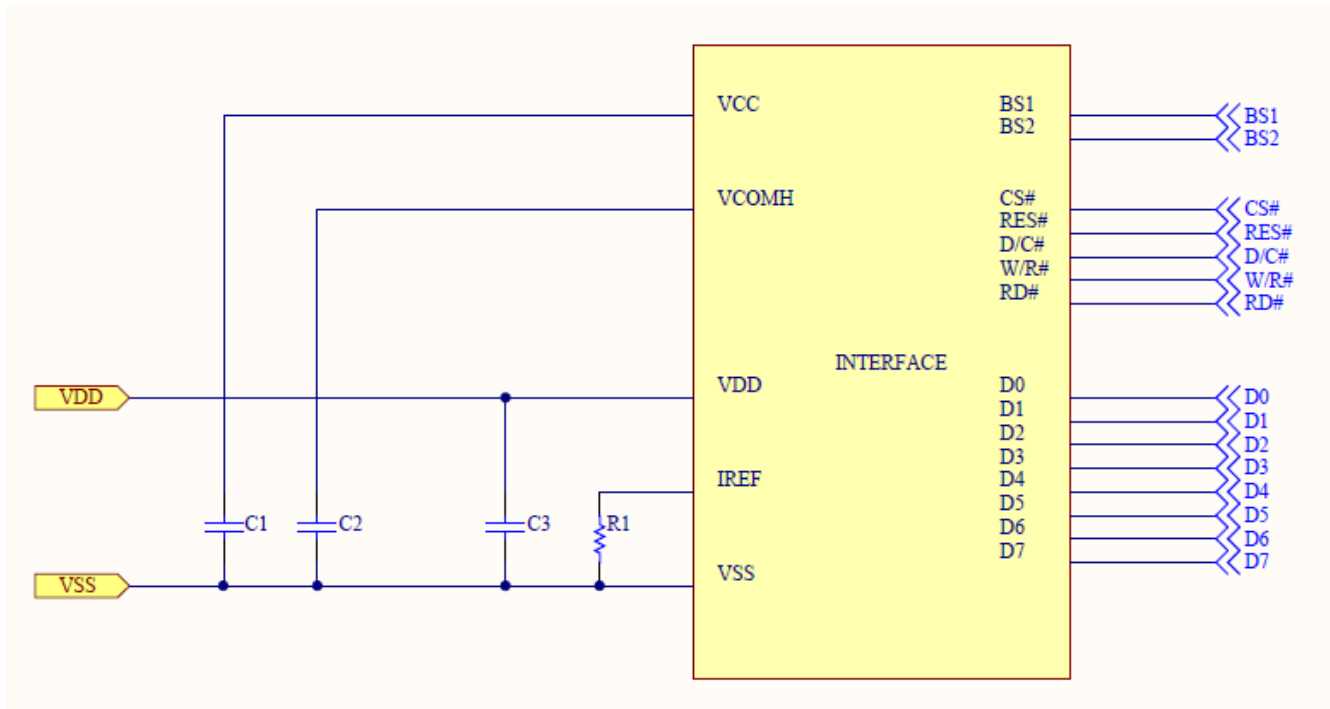 VCC
BS1
BS1
BS2
BS2
VCOMH
CS#
CS#
RES#
RES#
D/C#
D/C#
W/R#
W/R#
RD#
RD#
INTERFACE
VDD
VDD
D0
D0
D1
D1
D2
D2
D3
D3
IREF
D4
D4
D5
D5
C1
C2
C3
R1
D6
D6
D7
D7
VSS
VSS